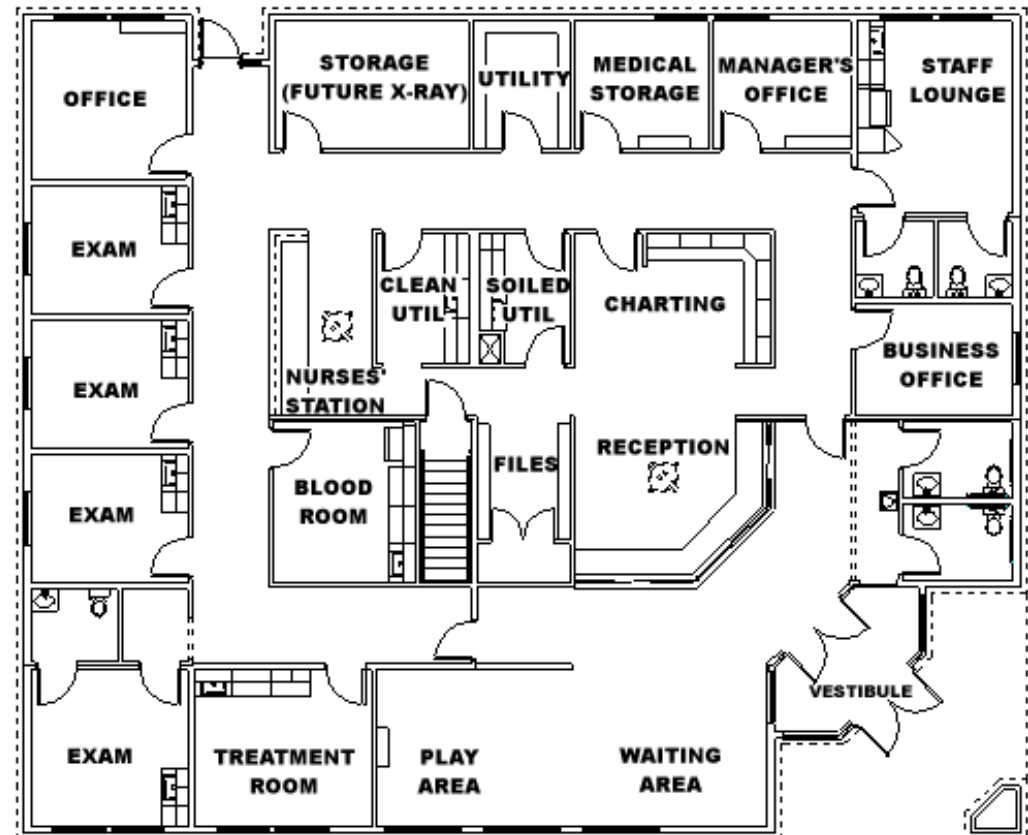 OFFICE
STORAGE
(FUTURE X-RAY)
UTILITY
MEDICAL
STORAGE
MANAGER'S
OFFICE
STAFF
LOUNGE
EXAM
CLEAN
UTIL
SOILED
UTIL
CHARTING
BUSINESS
OFFICE
EXAM
NURSES'
STATION
RECEPTION
FILES
BLOOD
ROOM
EXAM
VESTIBULE
EXAM
TREATMENT
ROOM
PLAY
AREA
WAITING
AREA